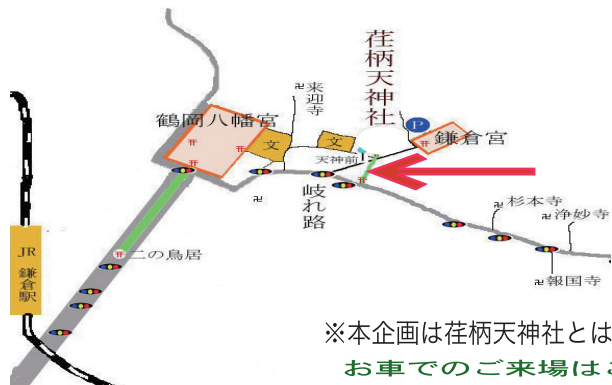 荏柄天神社
来迎寺
鶴岡八幡宮
文
文
P
鎌倉宮
天神前
岐れ路
杉本寺
浄妙寺
二の鳥居
報国寺
JR
鎌倉駅
※本企画は荏柄天神社とは
お車でのご来場は